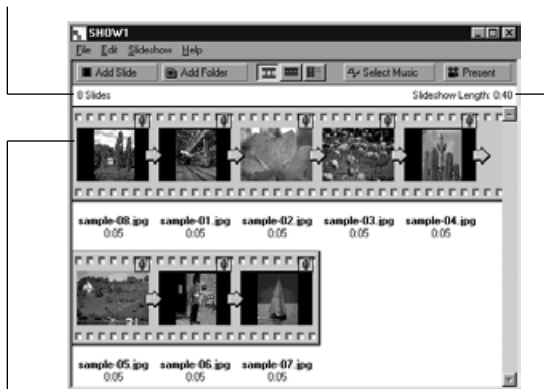 SHOW1
File Edit Slideshow Help
Add Slide Add Folder Select Music Present
8 Slides Slideshow Length: 0:40
sample-08.jpg sample-01.jpg sample-02.jpg sample-03.jpg sample-04.jpg
0:05 0:05 0:05 0:05 0:05
sample-05.jpg sample-06.jpg sample-07.jpg
0:05 0:05 0:05